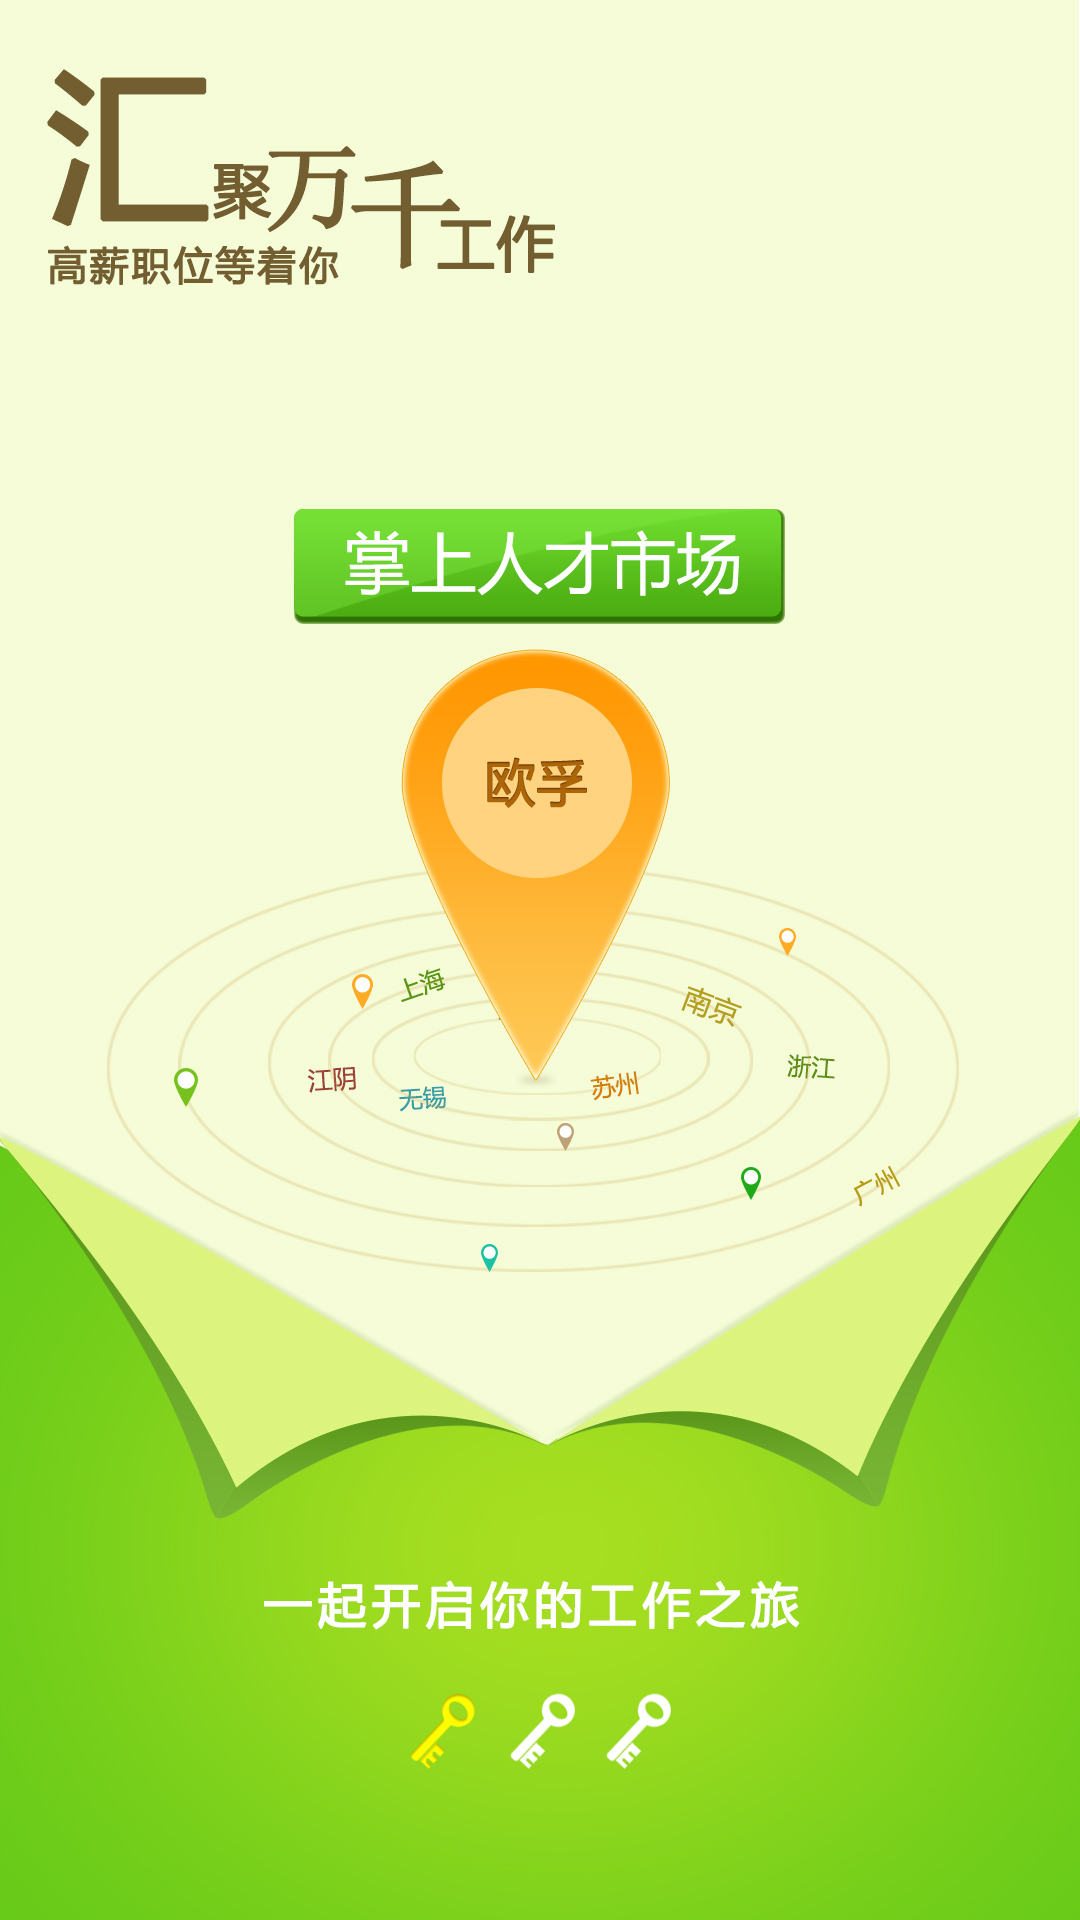 汇聚万千工作
高薪职位等着你
掌上人才市场
欧孚
上海
南京
江阴
无锡
苏州
浙江
广州
一起开启你的工作之旅